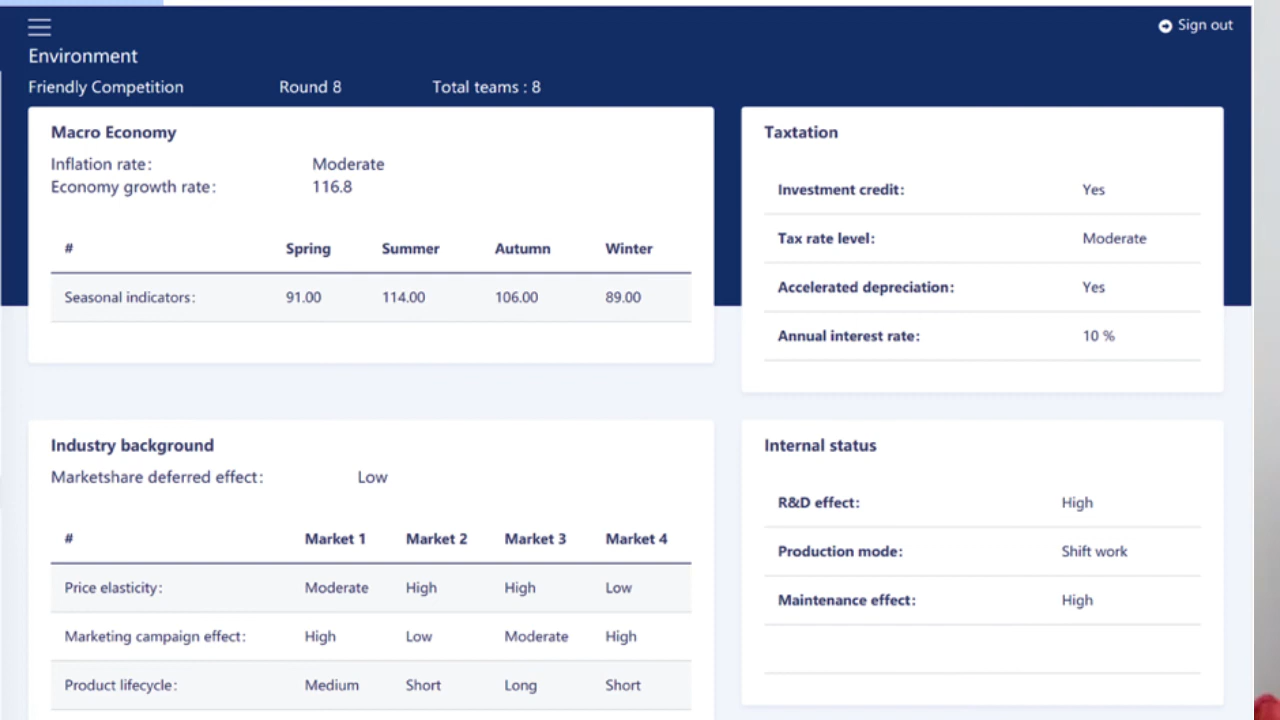 Sign out
Environment
Friendly Competition Round 8 Total teams : 8
Macro Economy
Inflation rate: Moderate
Economy growth rate: 116.8
# Spring Summer Autumn Winter
Seasonal indicators: 91.00 114.00 106.00 89.00
Taxtation
Investment credit: Yes
Tax rate level: Moderate
Accelerated depreciation: Yes
Annual interest rate: 10 %
Industry background
Marketshare deferred effect: Low
# Market 1 Market 2 Market 3 Market 4
Price elasticity: Moderate High High Low
Marketing campaign effect: High Low Moderate High
Product lifecycle: Medium Short Long Short
Internal status
R&D effect: High
Production mode: Shift work
Maintenance effect: High